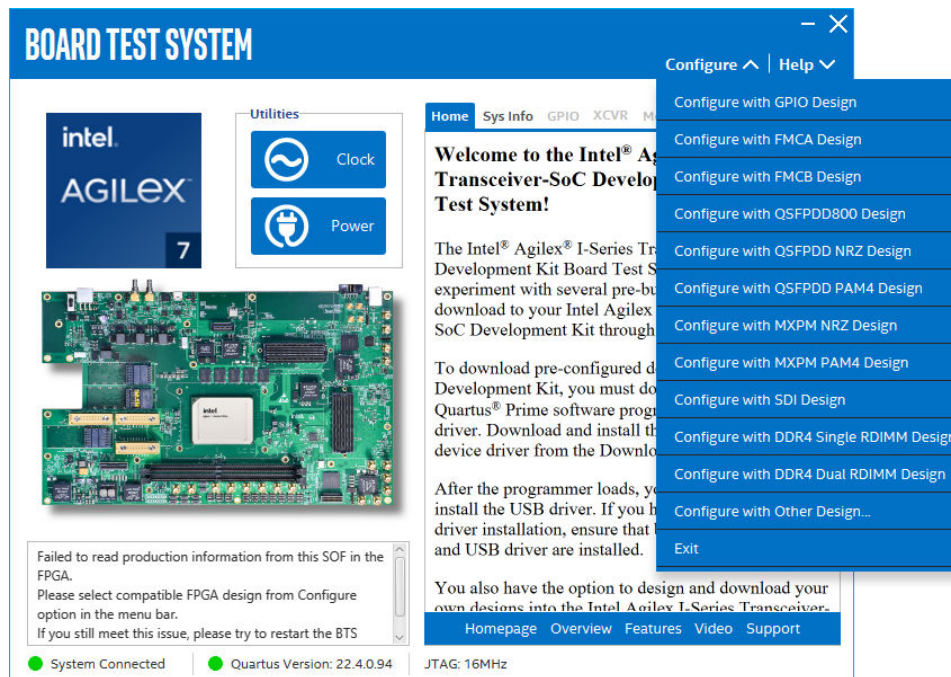 BOARD TEST SYSTEM
Configure
Help
Configure with GPIO Design
Configure with FMCA Design
Configure with FMCB Design
Configure with QSFPDD800 Design
Configure with QSFPDD NRZ Design
Configure with QSFPDD PAM4 Design
Configure with MXPM NRZ Design
Configure with MXPM PAM4 Design
Configure with SDI Design
Configure with DDR4 Single RDIMM Design
Configure with DDR4 Dual RDIMM Design
Configure with Other Design...
Exit
intel.
AGILEX
7
Utilities
Clock
Power
Home Sys Info GPIO XCVR
Welcome to the Intel®
Transceiver-SoC
Test System!
The Intel® Agilex® I-Series
Development Kit Board Test
experiment with several
download to your Intel Agilex
SoC Development Kit through
To download pre-configured
Development Kit, you must
Quartus® Prime software
driver. Download and install
device driver from the
After the programmer loads,
install the USB driver. If you
driver installation, ensure that
and USB driver are installed.
You also have the option to design and download your
own designs into the Intel Agilex I-Series Transceiver-
Homepage Overview Features Video Support
intel
Failed to read production information from this SOF in the
FPGA.
Please select compatible FPGA design from Configure
option in the menu bar.
If you still meet this issue, please try to restart the BTS
System Connected
Quartus Version: 22.4.0.94
JTAG: 16MHz